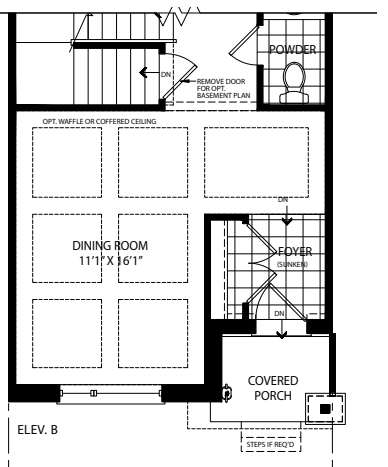 POWDER
DN
REMOVE DOOR
FOR OPT.
BASEMENT PLAN
OPT. WAFFLE OR COFFERED CEILING
DN
DINING ROOM
11'1" X 16'1"
FOYER
(SUNKEN)
DN
COVERED
PORCH
ELEV. B
STEPS IF REQ'D